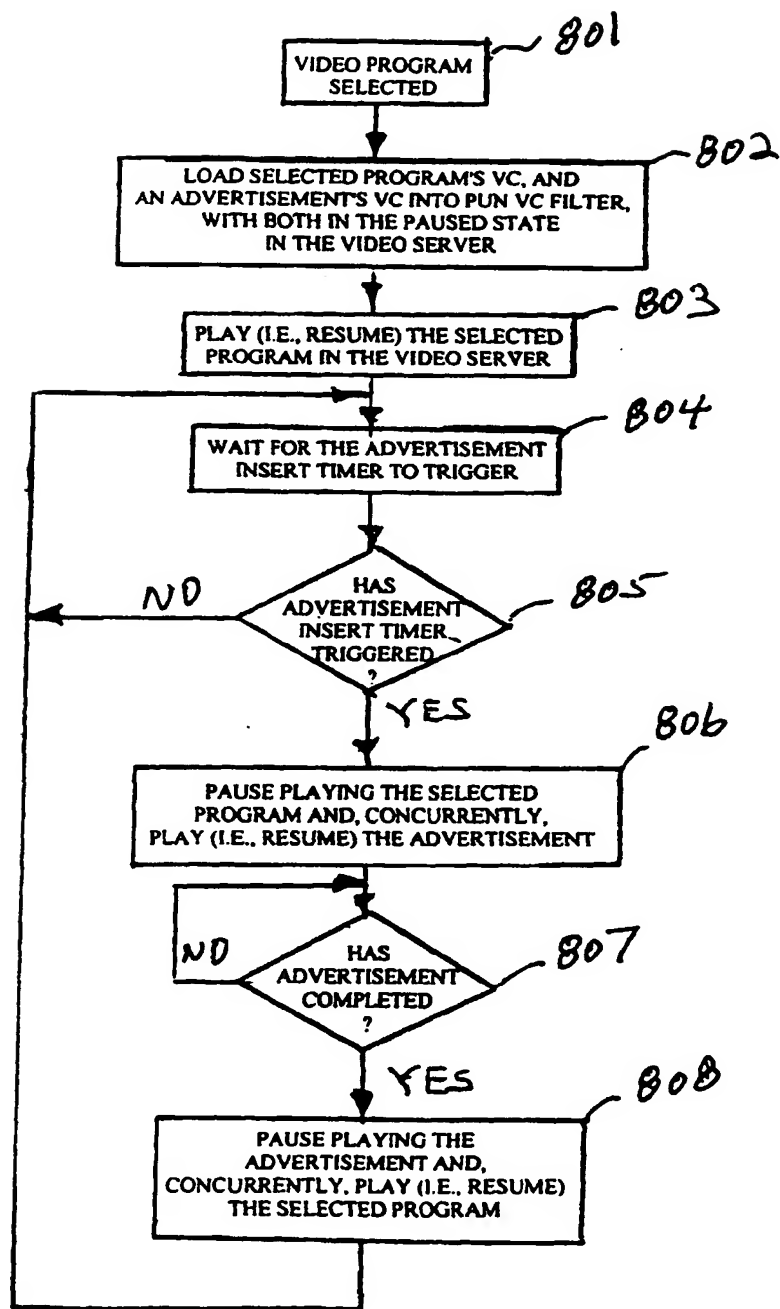 801
VIDEO PROGRAM
SELECTED
802
LOAD SELECTED PROGRAM'S VC, AND
AN ADVERTISEMENT'S VC INTO PUN VC FILTER,
WITH BOTH IN THE PAUSED STATE
IN THE VIDEO SERVER
803
PLAY (I.E., RESUME) THE SELECTED
PROGRAM IN THE VIDEO SERVER
804
WAIT FOR THE ADVERTISEMENT
INSERT TIMER TO TRIGGER
805
NO
HAS
ADVERTISEMENT
INSERT TIMER
TRIGGERED
?
YES
806
PAUSE PLAYING THE SELECTED
PROGRAM AND, CONCURRENTLY,
PLAY (I.E., RESUME) THE ADVERTISEMENT
807
NO
HAS
ADVERTISEMENT
COMPLETED
?
YES
808
PAUSE PLAYING THE
ADVERTISEMENT AND,
CONCURRENTLY, PLAY (I.E., RESUME)
THE SELECTED PROGRAM